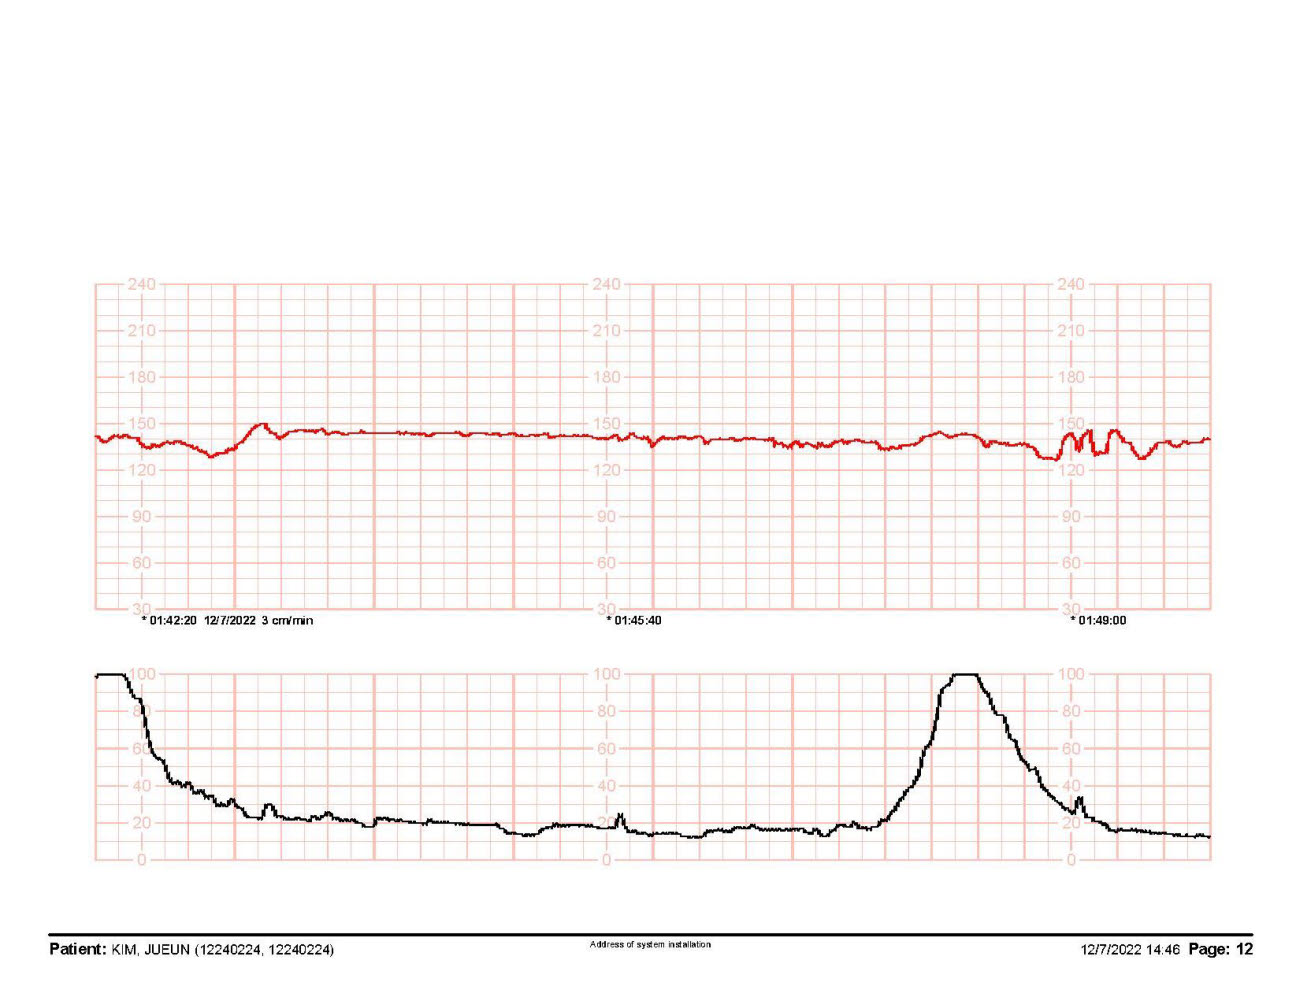 240 240 240
210 210 210
180 180 180
150 150 150
120 120 120
90 90 90
60 60 60
30 30 30
* 01:42:20 12/7/2022 3 cm/min * 01:45:40 * 01:49:00
100 100 100
80 80 80
60 60 60
40 40 40
20 20 20
0 0 0
Patient: KIM, JUEUN (12240224, 12240224) Address of system installation 12/7/2022 14:46 Page: 12